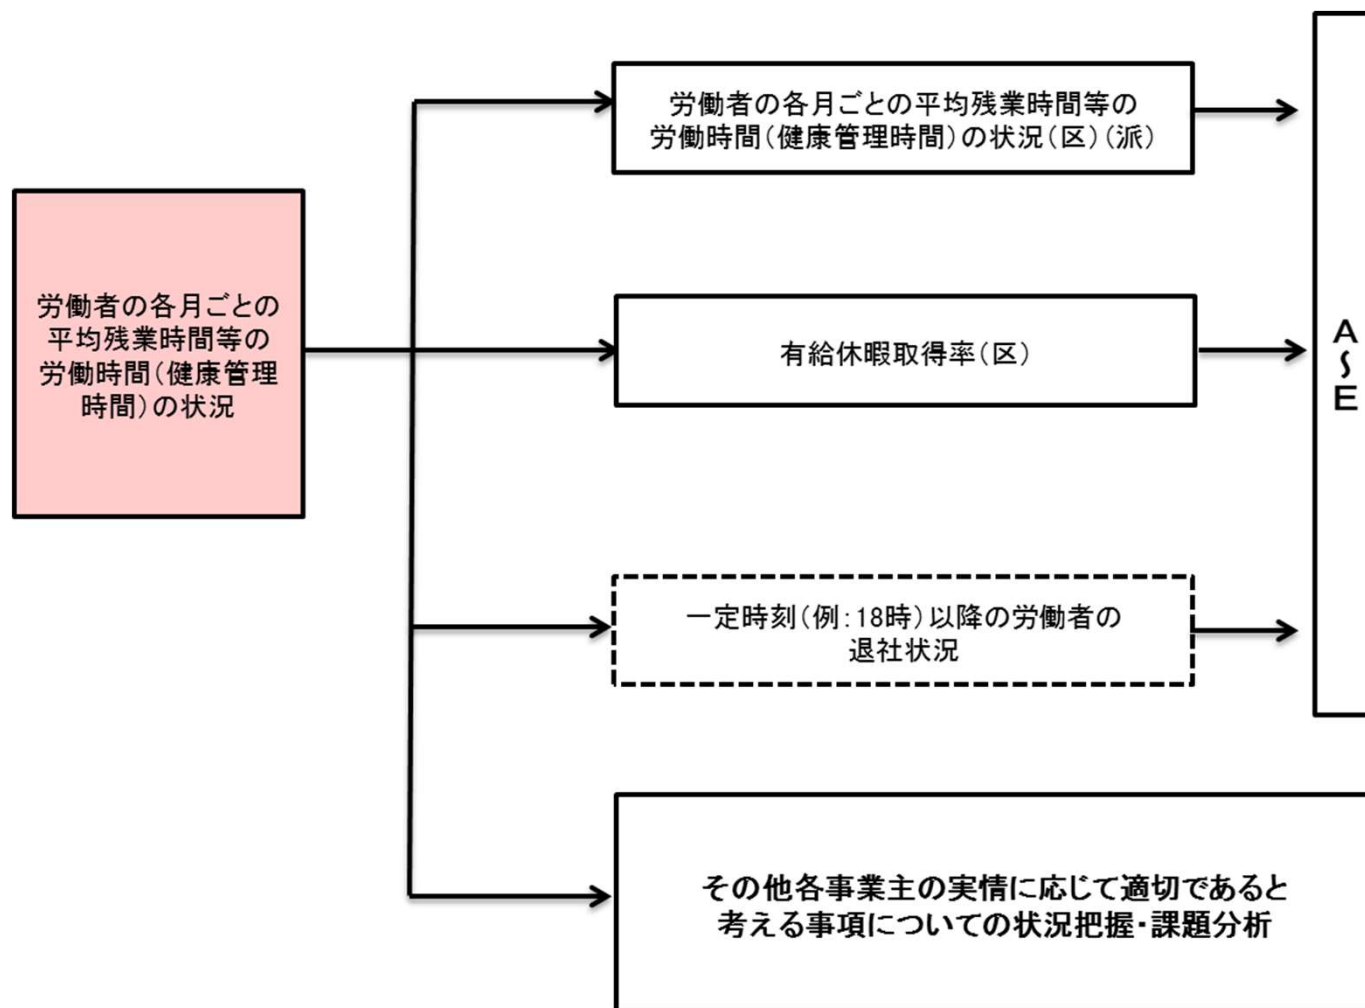 労働者の各月ごとの
平均残業時間等の
労働時間(健康管理
時間)の状況
労働者の各月ごとの平均残業時間等の
労働時間(健康管理時間)の状況(区)(派)
有給休暇取得率(区)
一定時刻(例:18時)以降の労働者の
退社状況
その他各事業主の実情に応じて適切であると
考える事項についての状況把握・課題分析
A～E